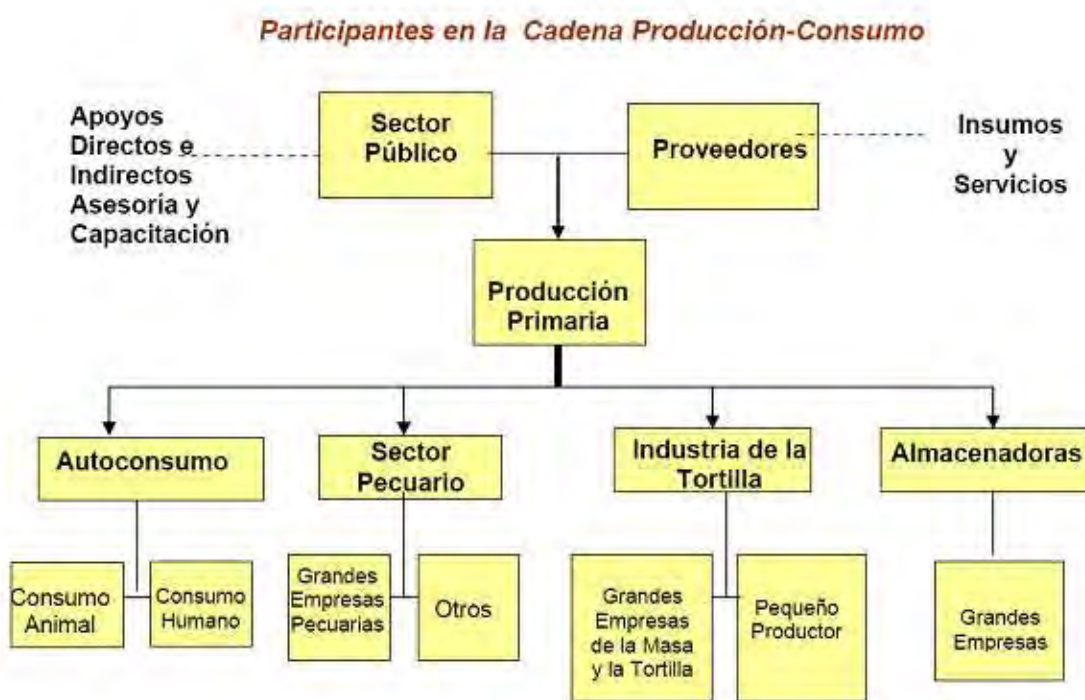 Participantes en la Cadena Producción-Consumo
Apoyos
Directos e
Indirectos
Asesoría y
Capacitación
Sector
Público
Proveedores
Insumos
y
Servicios
Producción
Primaria
Autoconsumo
Sector
Pecuario
Industria de la
Tortilla
Almacenadoras
Consumo
Animal
Consumo
Humano
Grandes
Empresas
Pecuarias
Otros
Grandes
Empresas
de la Masa
y la Tortilla
Pequeño
Productor
Grandes
Empresas